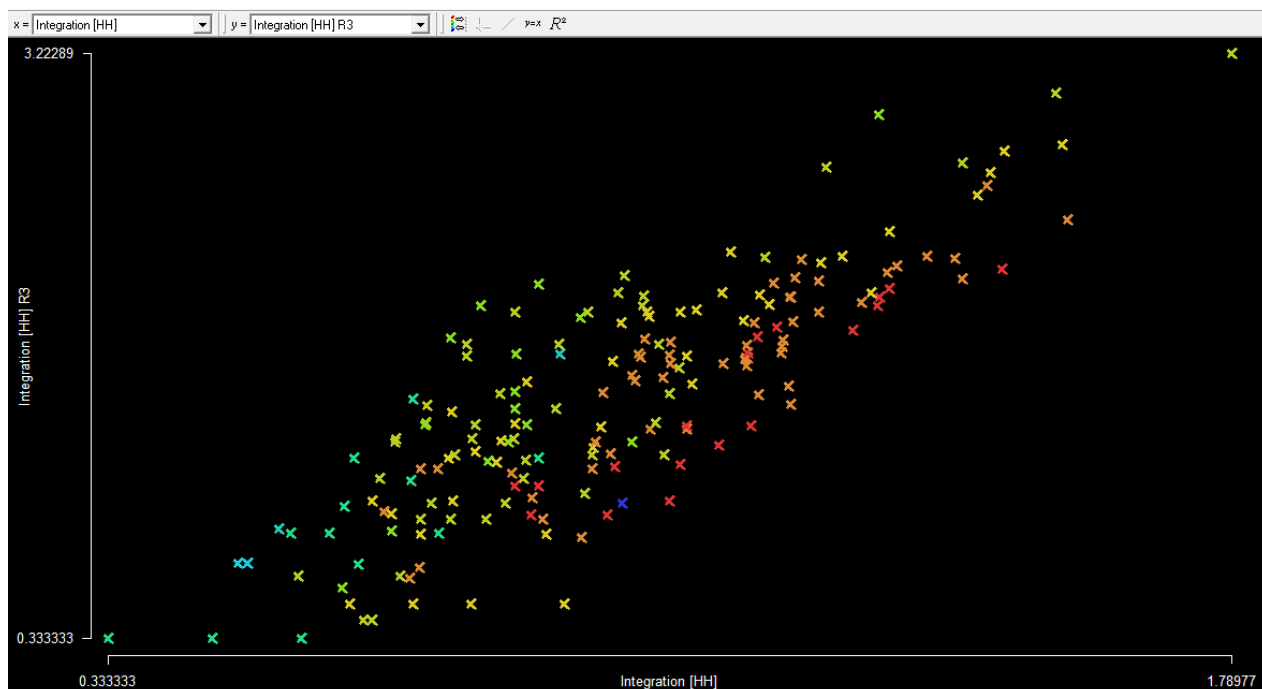 x = Integration [HH] y = Integration [HH] R3 y=x R²
3.22289
Integration [HH] R3
0.333333
0.333333 Integration [HH] 1.78977